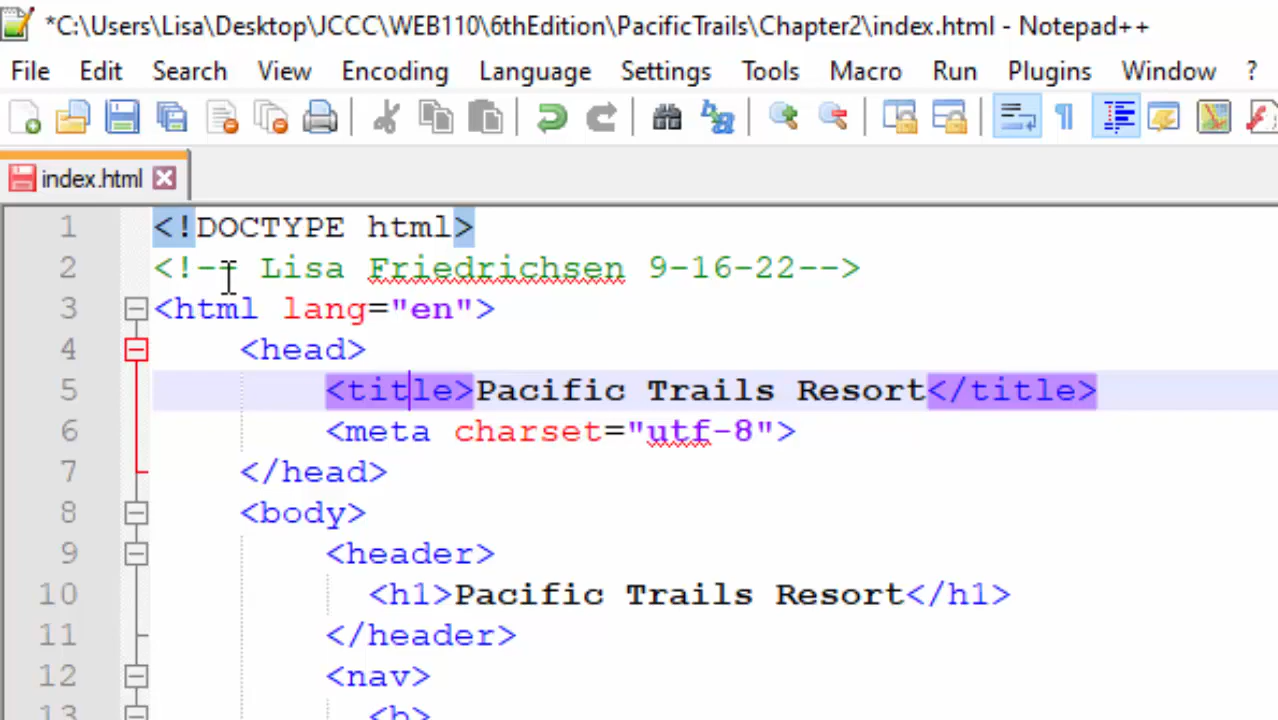 *C:\Users\Lisa\Desktop\JCCC\WEB110\6thEdition\PacificTrails\Chapter2\index.html - Notepad++
File Edit Search View Encoding Language Settings Tools Macro Run Plugins Window ?
index.html
1 <!DOCTYPE html>
2 <!-- Lisa Friedrichsen 9-16-22-->
3 <html lang="en">
4 <head>
5 <title>Pacific Trails Resort</title>
6 <meta charset="utf-8">
7 </head>
8 <body>
9 <header>
10 <h1>Pacific Trails Resort</h1>
11 </header>
12 <nav>
13 <b>